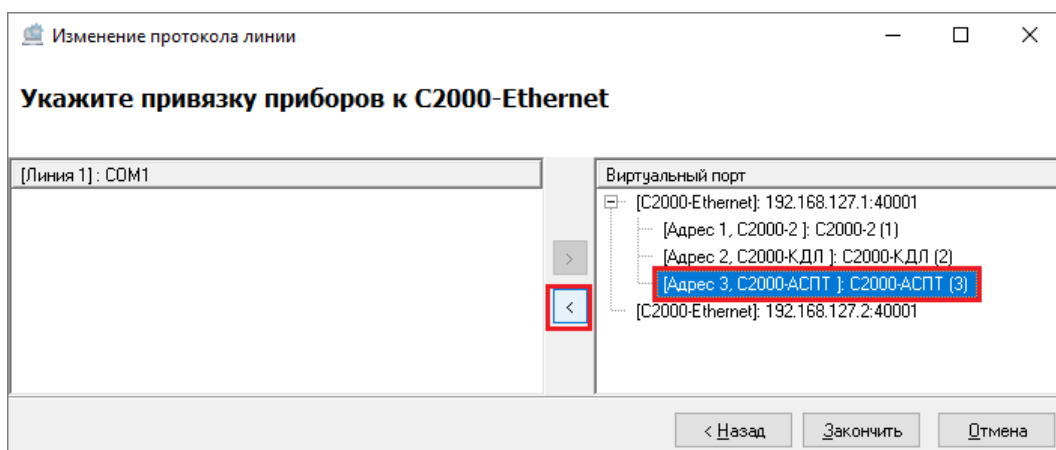 Изменение протокола линии
Укажите привязку приборов к С2000-Ethernet
[Линия 1] : COM1
Виртуальный порт
[С2000-Ethernet]: 192.168.127.1:40001
[Адрес 1, С2000-2 ]: С2000-2 (1)
[Адрес 2, С2000-КДЛ ]: С2000-КДЛ (2)
>
[Адрес 3, С2000-АСПТ ]: С2000-АСПТ (3)
<
[С2000-Ethernet]: 192.168.127.2:40001
< Назад
Закончить
Отмена